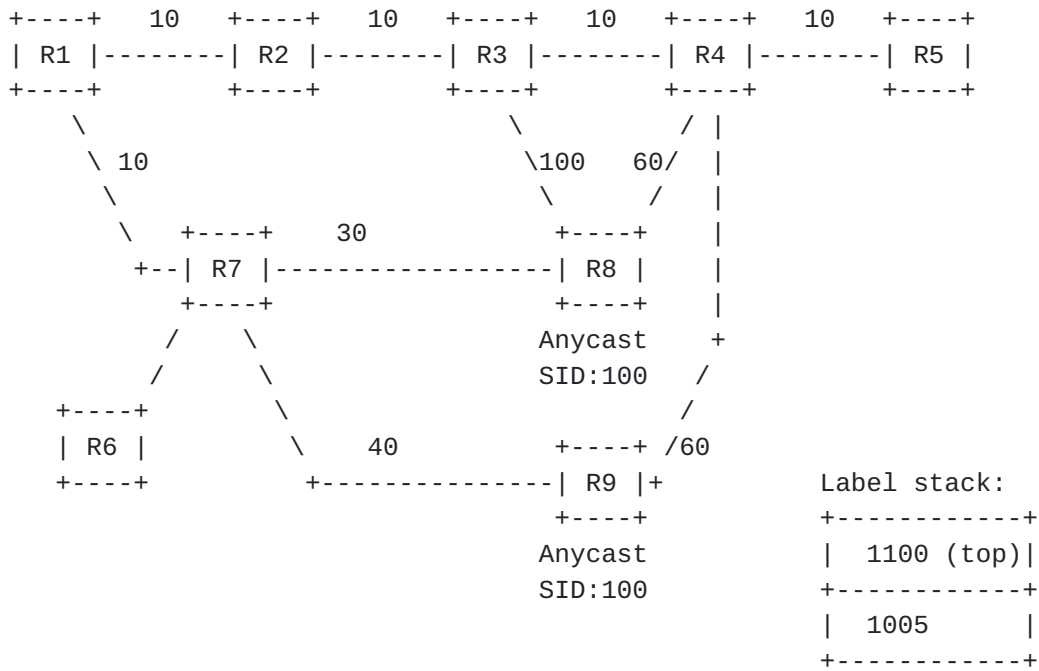 10 10 10 10
R1 R2 R3 R4 R5
10 100 60
30
R7 R8
Anycast
SID:100
R6 40 R9 60
Label stack:
1100 (top)
Anycast
SID:100
1005